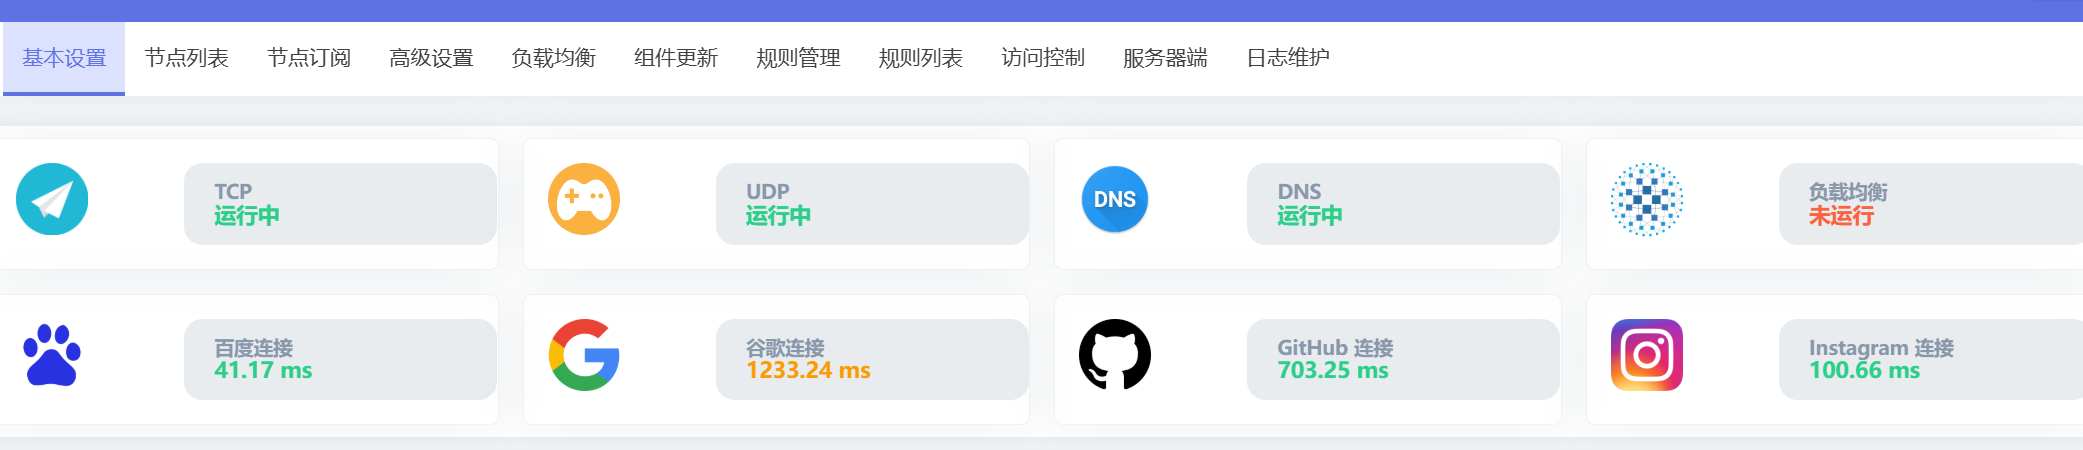 基本设置 节点列表 节点订阅 高级设置 负载均衡 组件更新 规则管理 规则列表 访问控制 服务器端 日志维护
TCP
运行中
UDP
运行中
DNS
DNS
运行中
负载均衡
未运行
百度连接
41.17 ms
谷歌连接
1233.24 ms
GitHub 连接
703.25 ms
Instagram 连接
100.66 ms